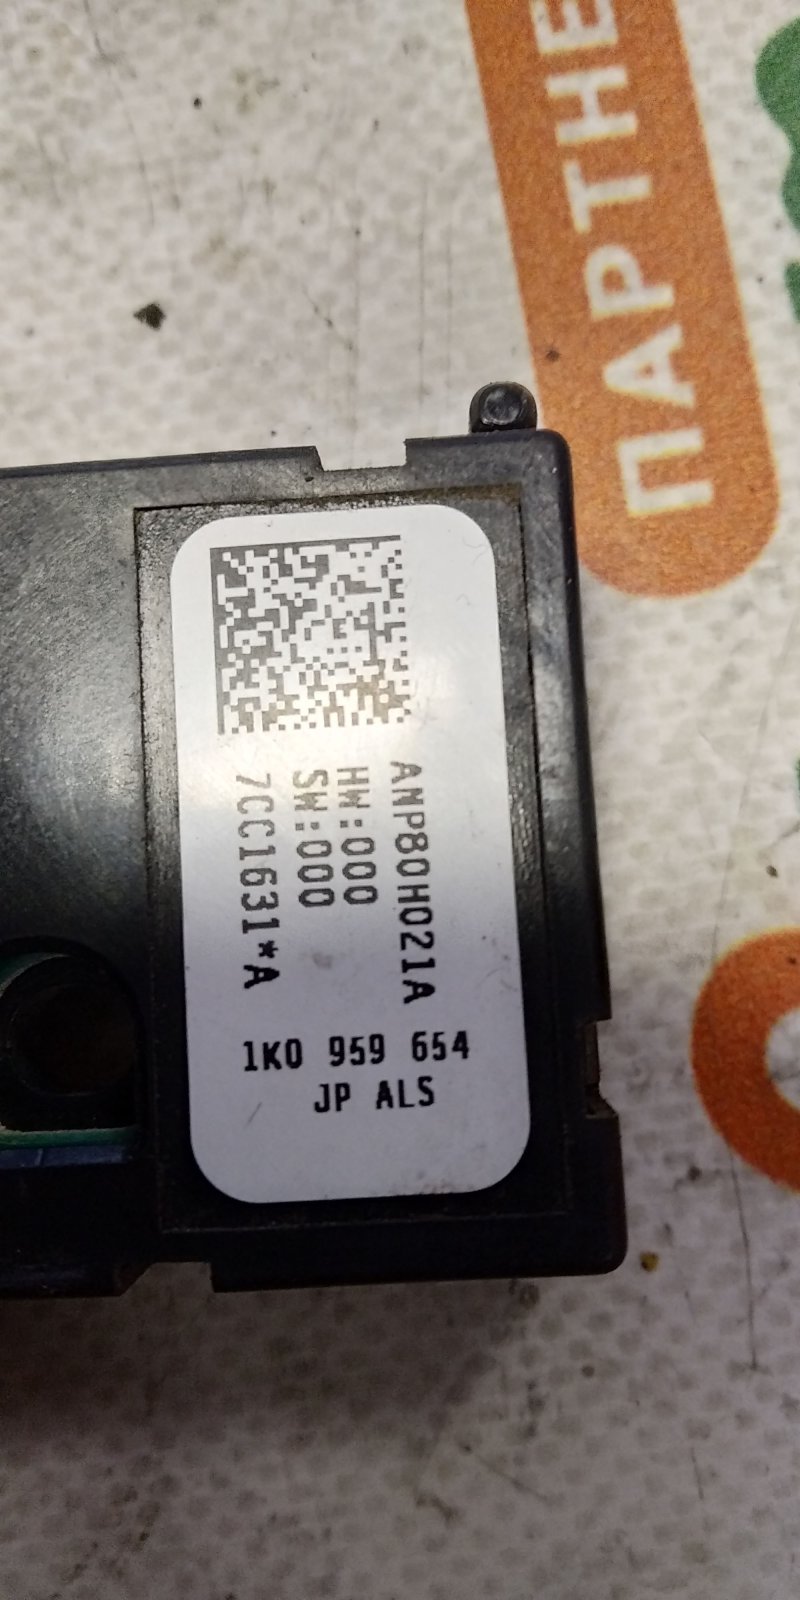 ПАРТНЕ
ANP80H021A
HW:000
SW:000
7CC1631*A
1K0 959 654
JP ALS